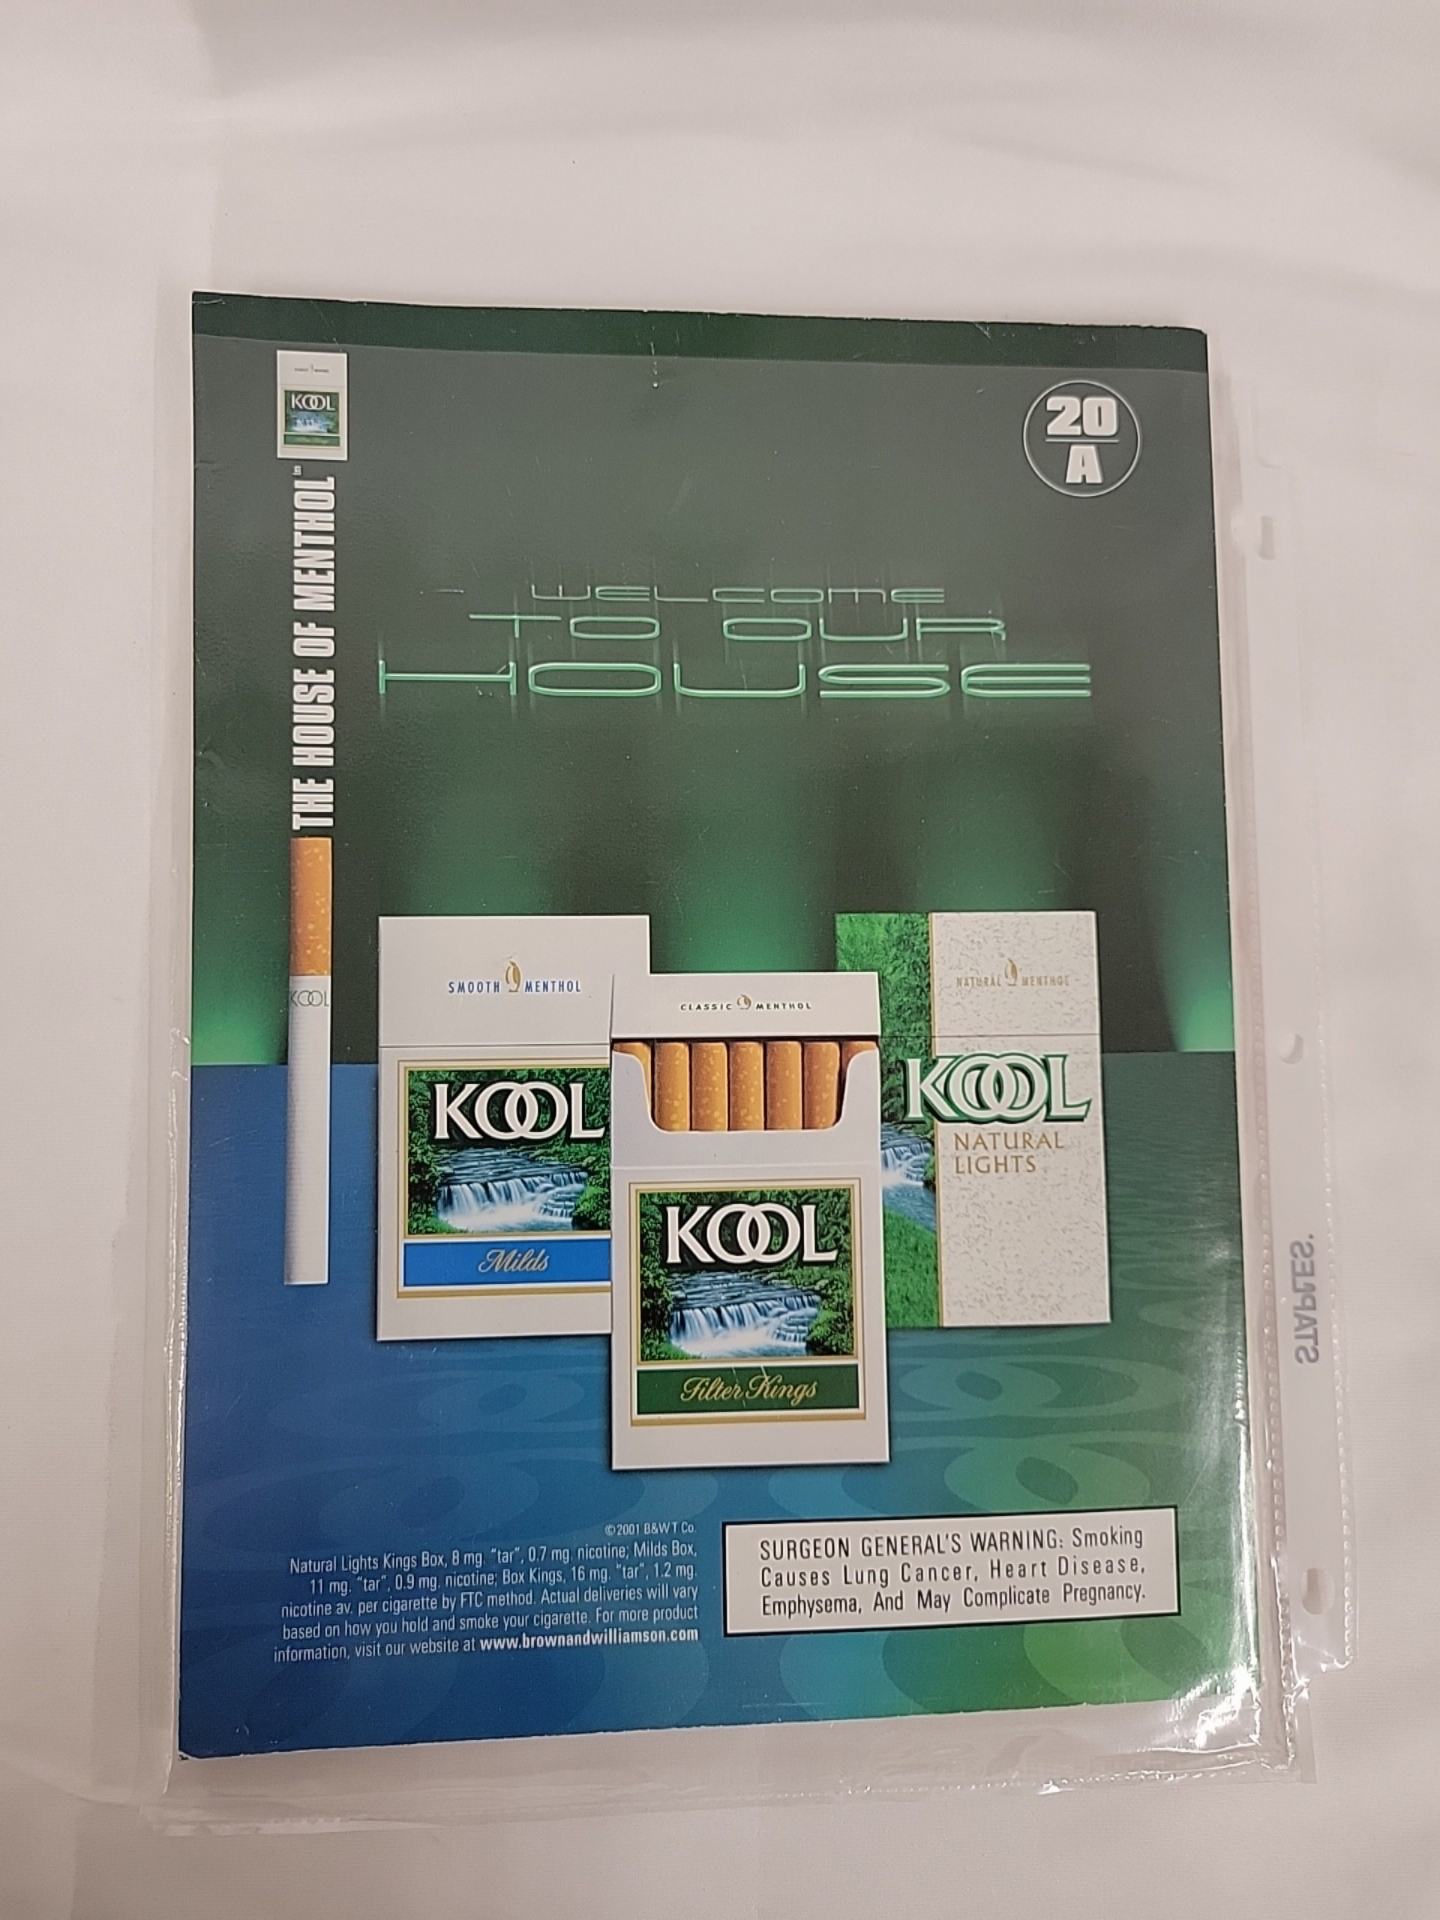 KOOL
THE HOUSE OF MENTHOL
KOOL
20
A
WELCOME
TO OUR
HOUSE
SMOOTH MENTHOL
KOOL
Milds
CLASSIC MENTHOL
KOOL
Filter Kings
NATURAL MENTHOL
KOOL
NATURAL
LIGHTS
©2001 B&W T Co.
Natural Lights Kings Box, 8 mg. "tar", 0.7 mg. nicotine; Milds Box,
11 mg. "tar", 0.9 mg. nicotine; Box Kings, 16 mg. "tar", 1.2 mg.
nicotine av. per cigarette by FTC method. Actual deliveries will vary
based on how you hold and smoke your cigarette. For more product
information, visit our website at www.brownandwilliamson.com
SURGEON GENERAL'S WARNING: Smoking
Causes Lung Cancer, Heart Disease,
Emphysema, And May Complicate Pregnancy.
STAPLES.